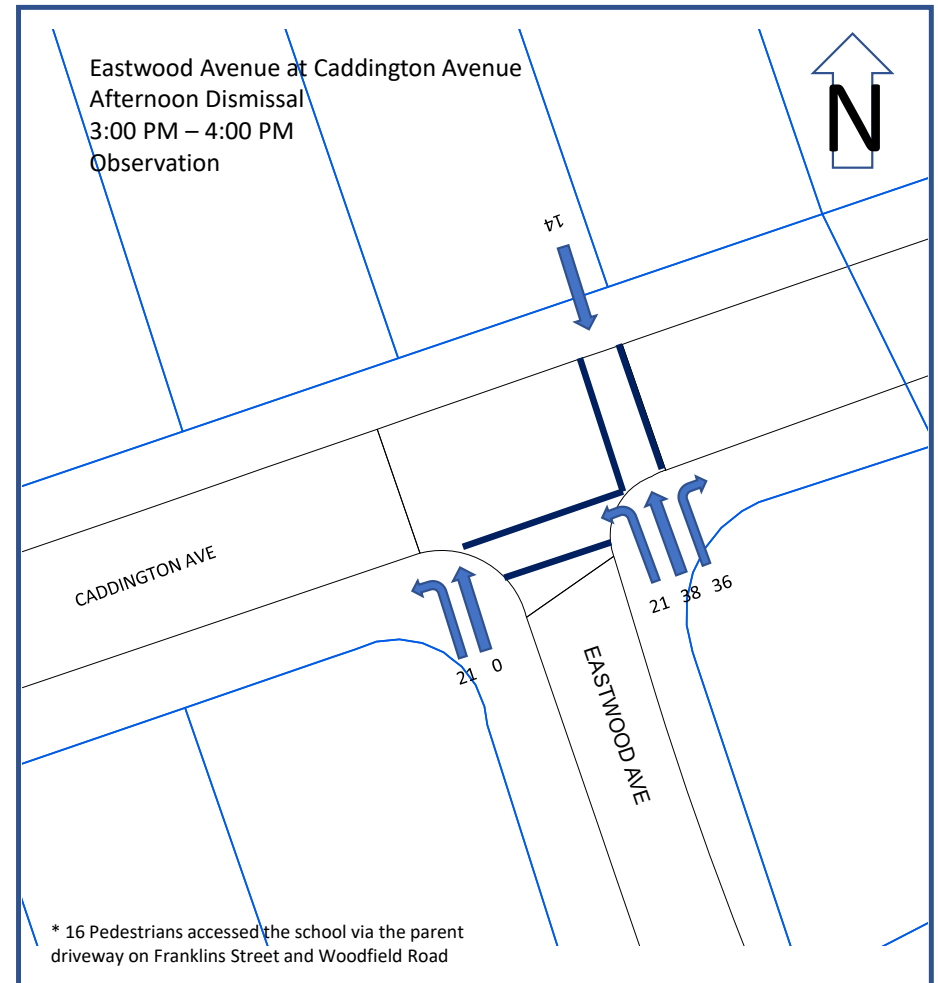 Eastwood Avenue at Caddington Avenue
Afternoon Dismissal
3:00 PM – 4:00 PM
Observation
N
14
CADDINGTON AVE
21 38 36
21 0
EASTWOOD AVE
* 16 Pedestrians accessed the school via the parent
driveway on Franklins Street and Woodfield Road